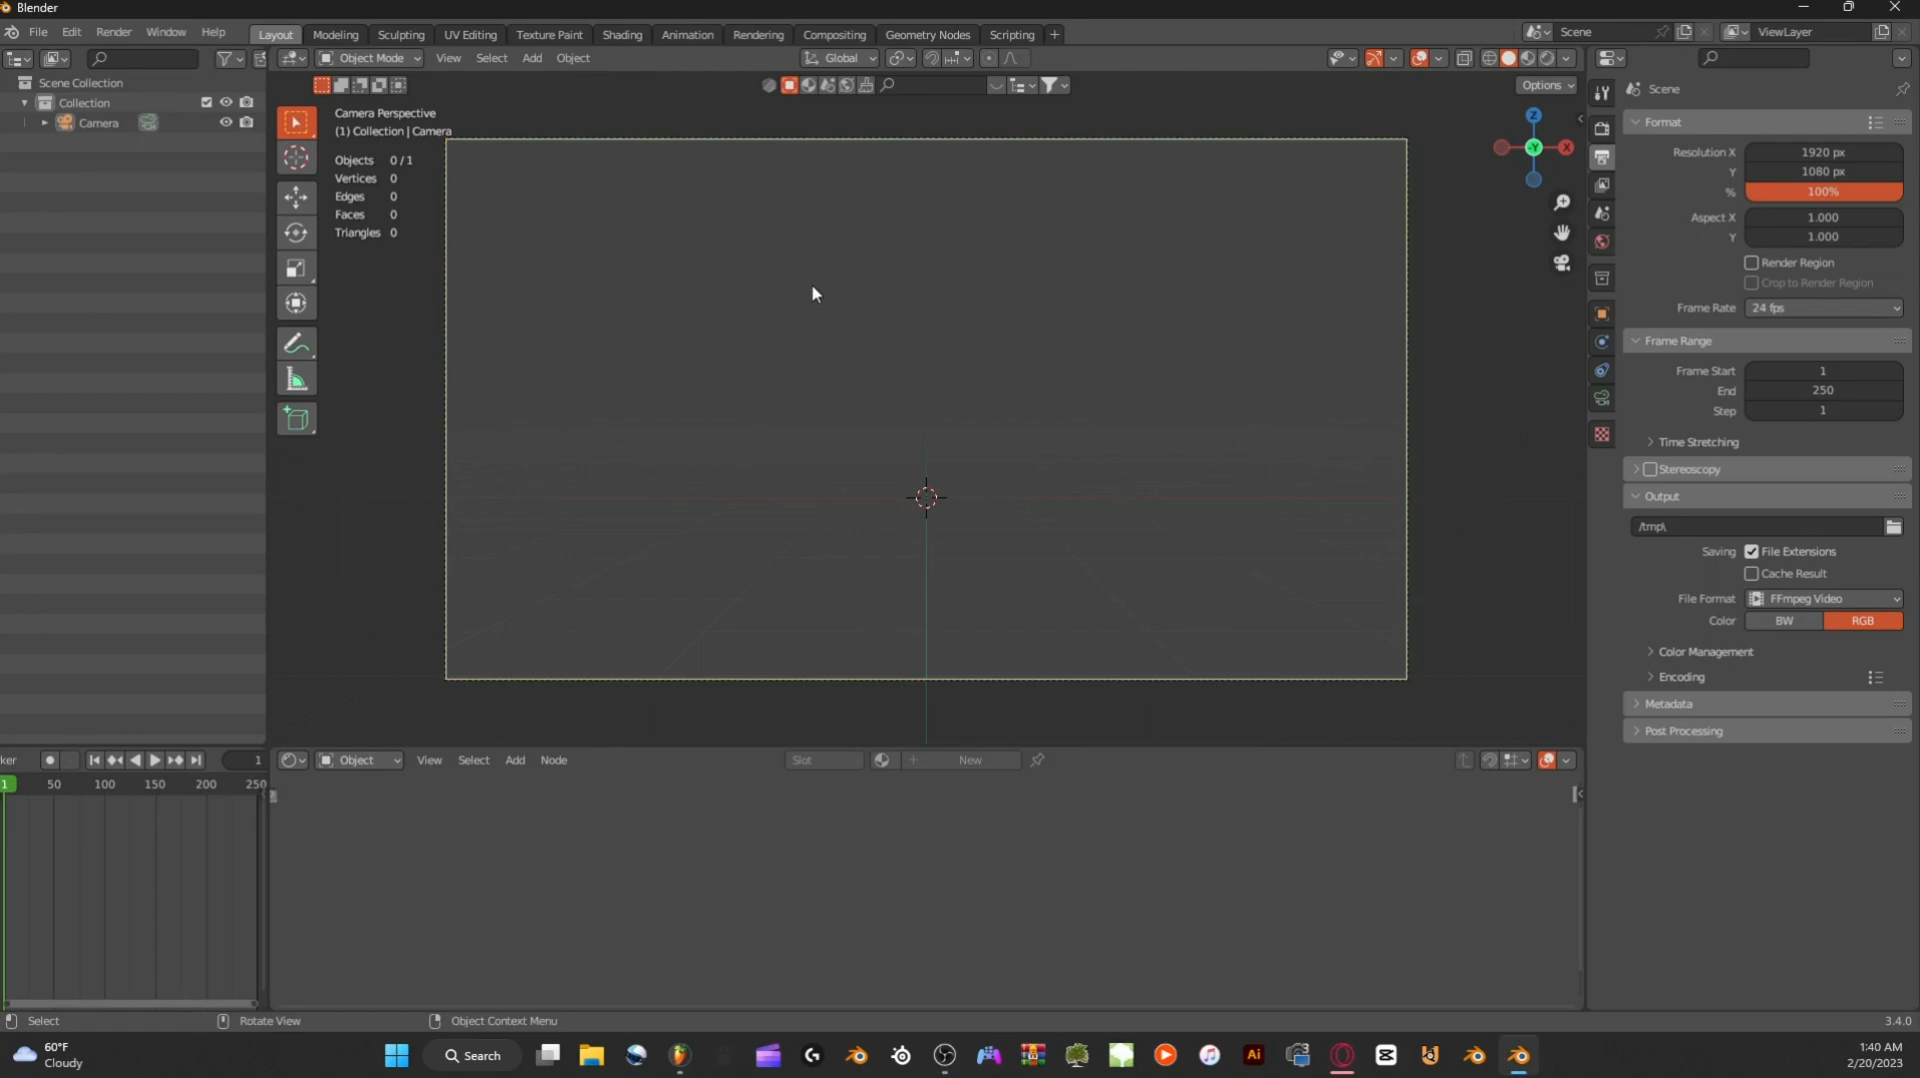 Blender
File Edit Render Window Help Layout Modeling Sculpting UV Editing Texture Paint Shading Animation Rendering Compositing Geometry Nodes Scripting + Scene ViewLayer
Object Mode View Select Add Object Global
Scene Collection
Collection
Camera
Options
Camera Perspective
(1) Collection | Camera
Objects 0/1
Vertices 0
Edges 0
Faces 0
Triangles 0
Z
-Y
X
Scene
Format
Resolution X 1920 px
Y 1080 px
% 100%
Aspect X 1.000
Y 1.000
Render Region
Crop to Render Region
Frame Rate 24 fps
Frame Range
Frame Start 1
End 250
Step 1
Time Stretching
Stereoscopy
Output
/tmp\
Saving File Extensions
Cache Result
File Format FFmpeg Video
Color BW RGB
Color Management
Encoding
Metadata
Post Processing
ker 1
1 50 100 150 200 250
Object View Select Add Node Slot + New
Select Rotate View Object Context Menu 3.4.0
60°F
Cloudy
Search
Ai
1:40 AM
2/20/2023